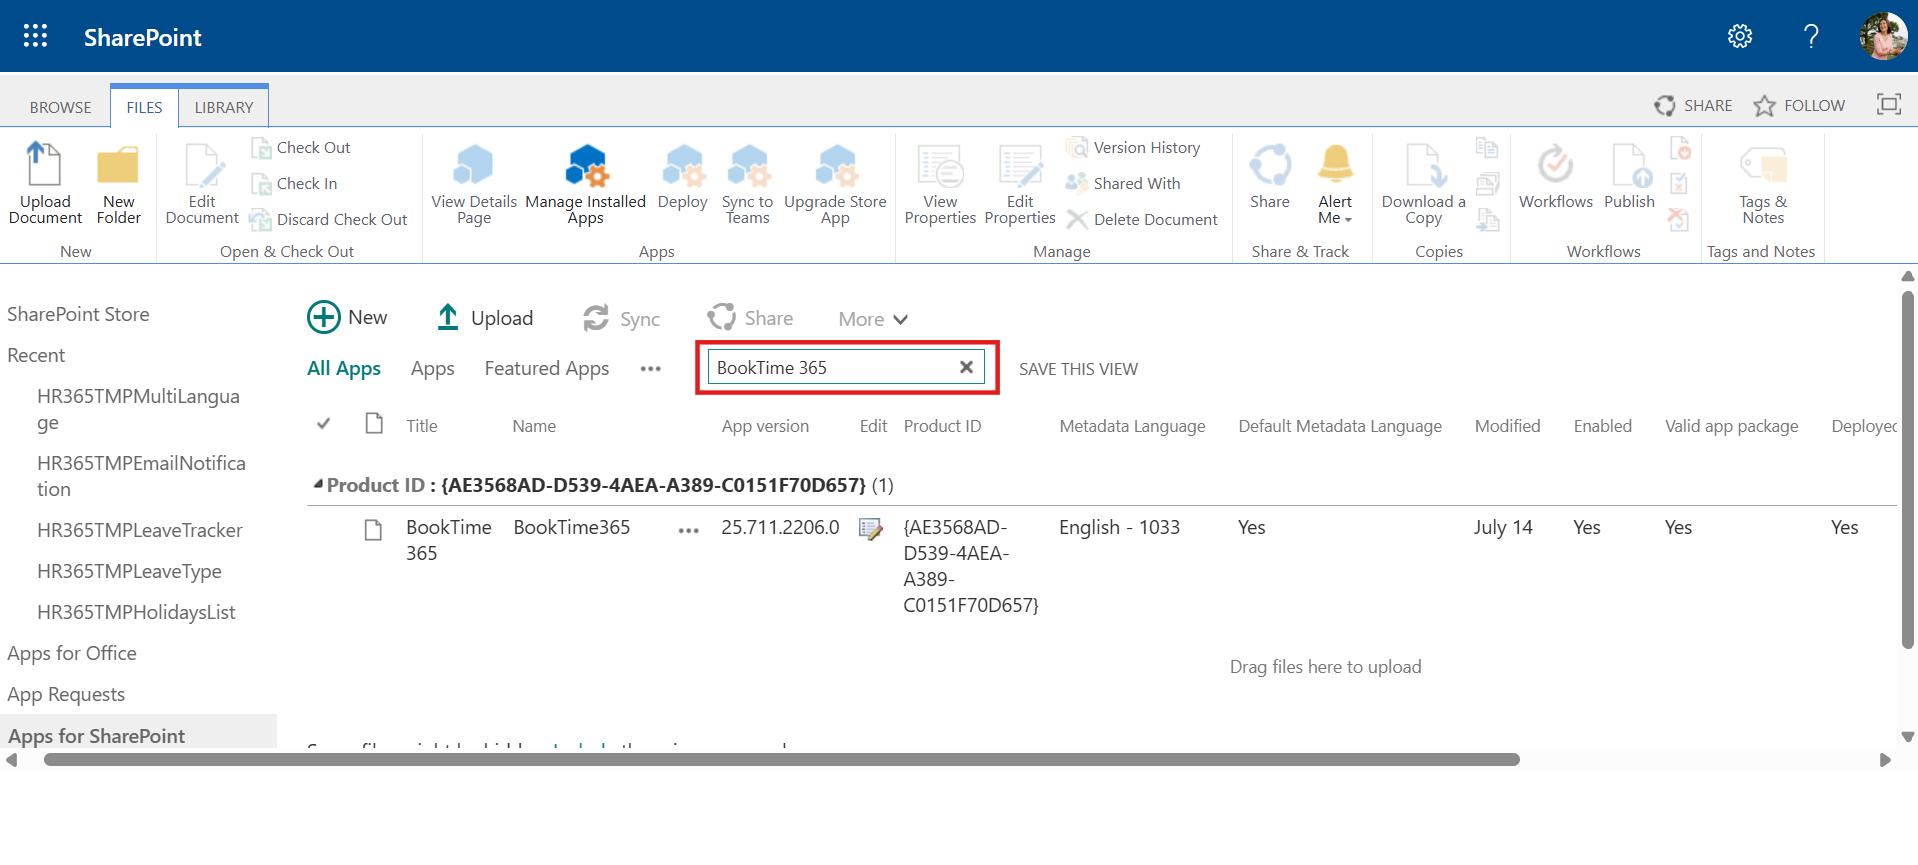 SharePoint
BROWSE
FILES
LIBRARY
SHARE
FOLLOW
Upload Document
New Folder
New
Edit Document
Check Out
Check In
Discard Check Out
Open & Check Out
View Details Page
Manage Installed Apps
Deploy
Sync to Teams
Upgrade Store App
Apps
View Properties
Edit Properties
Version History
Shared With
Delete Document
Manage
Share
Alert Me
Share & Track
Download a Copy
Copies
Workflows
Publish
Workflows
Tags & Notes
Tags and Notes
SharePoint Store
Recent
HR365TMPMultiLangua
ge
HR365TMPEmailNotifica
tion
HR365TMPLeaveTracker
HR365TMPLeaveType
HR365TMPHolidaysList
Apps for Office
App Requests
Apps for SharePoint
New
Upload
Sync
Share
More
All Apps
Apps
Featured Apps
BookTime 365
SAVE THIS VIEW
Title
Name
App version
Edit
Product ID
Metadata Language
Default Metadata Language
Modified
Enabled
Valid app package
Deployed
Product ID : {AE3568AD-D539-4AEA-A389-C0151F70D657} (1)
BookTime 365
BookTime365
25.711.2206.0
{AE3568AD-
D539-4AEA-
A389-
C0151F70D657}
English - 1033
Yes
July 14
Yes
Yes
Yes
Drag files here to upload